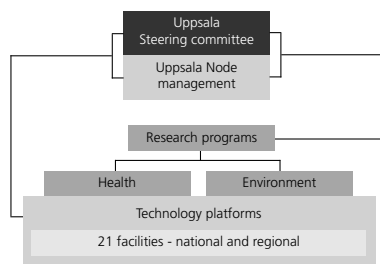 Uppsala
Steering committee
Uppsala Node
management
Research programs
Health
Environment
Technology platforms
21 facilities - national and regional